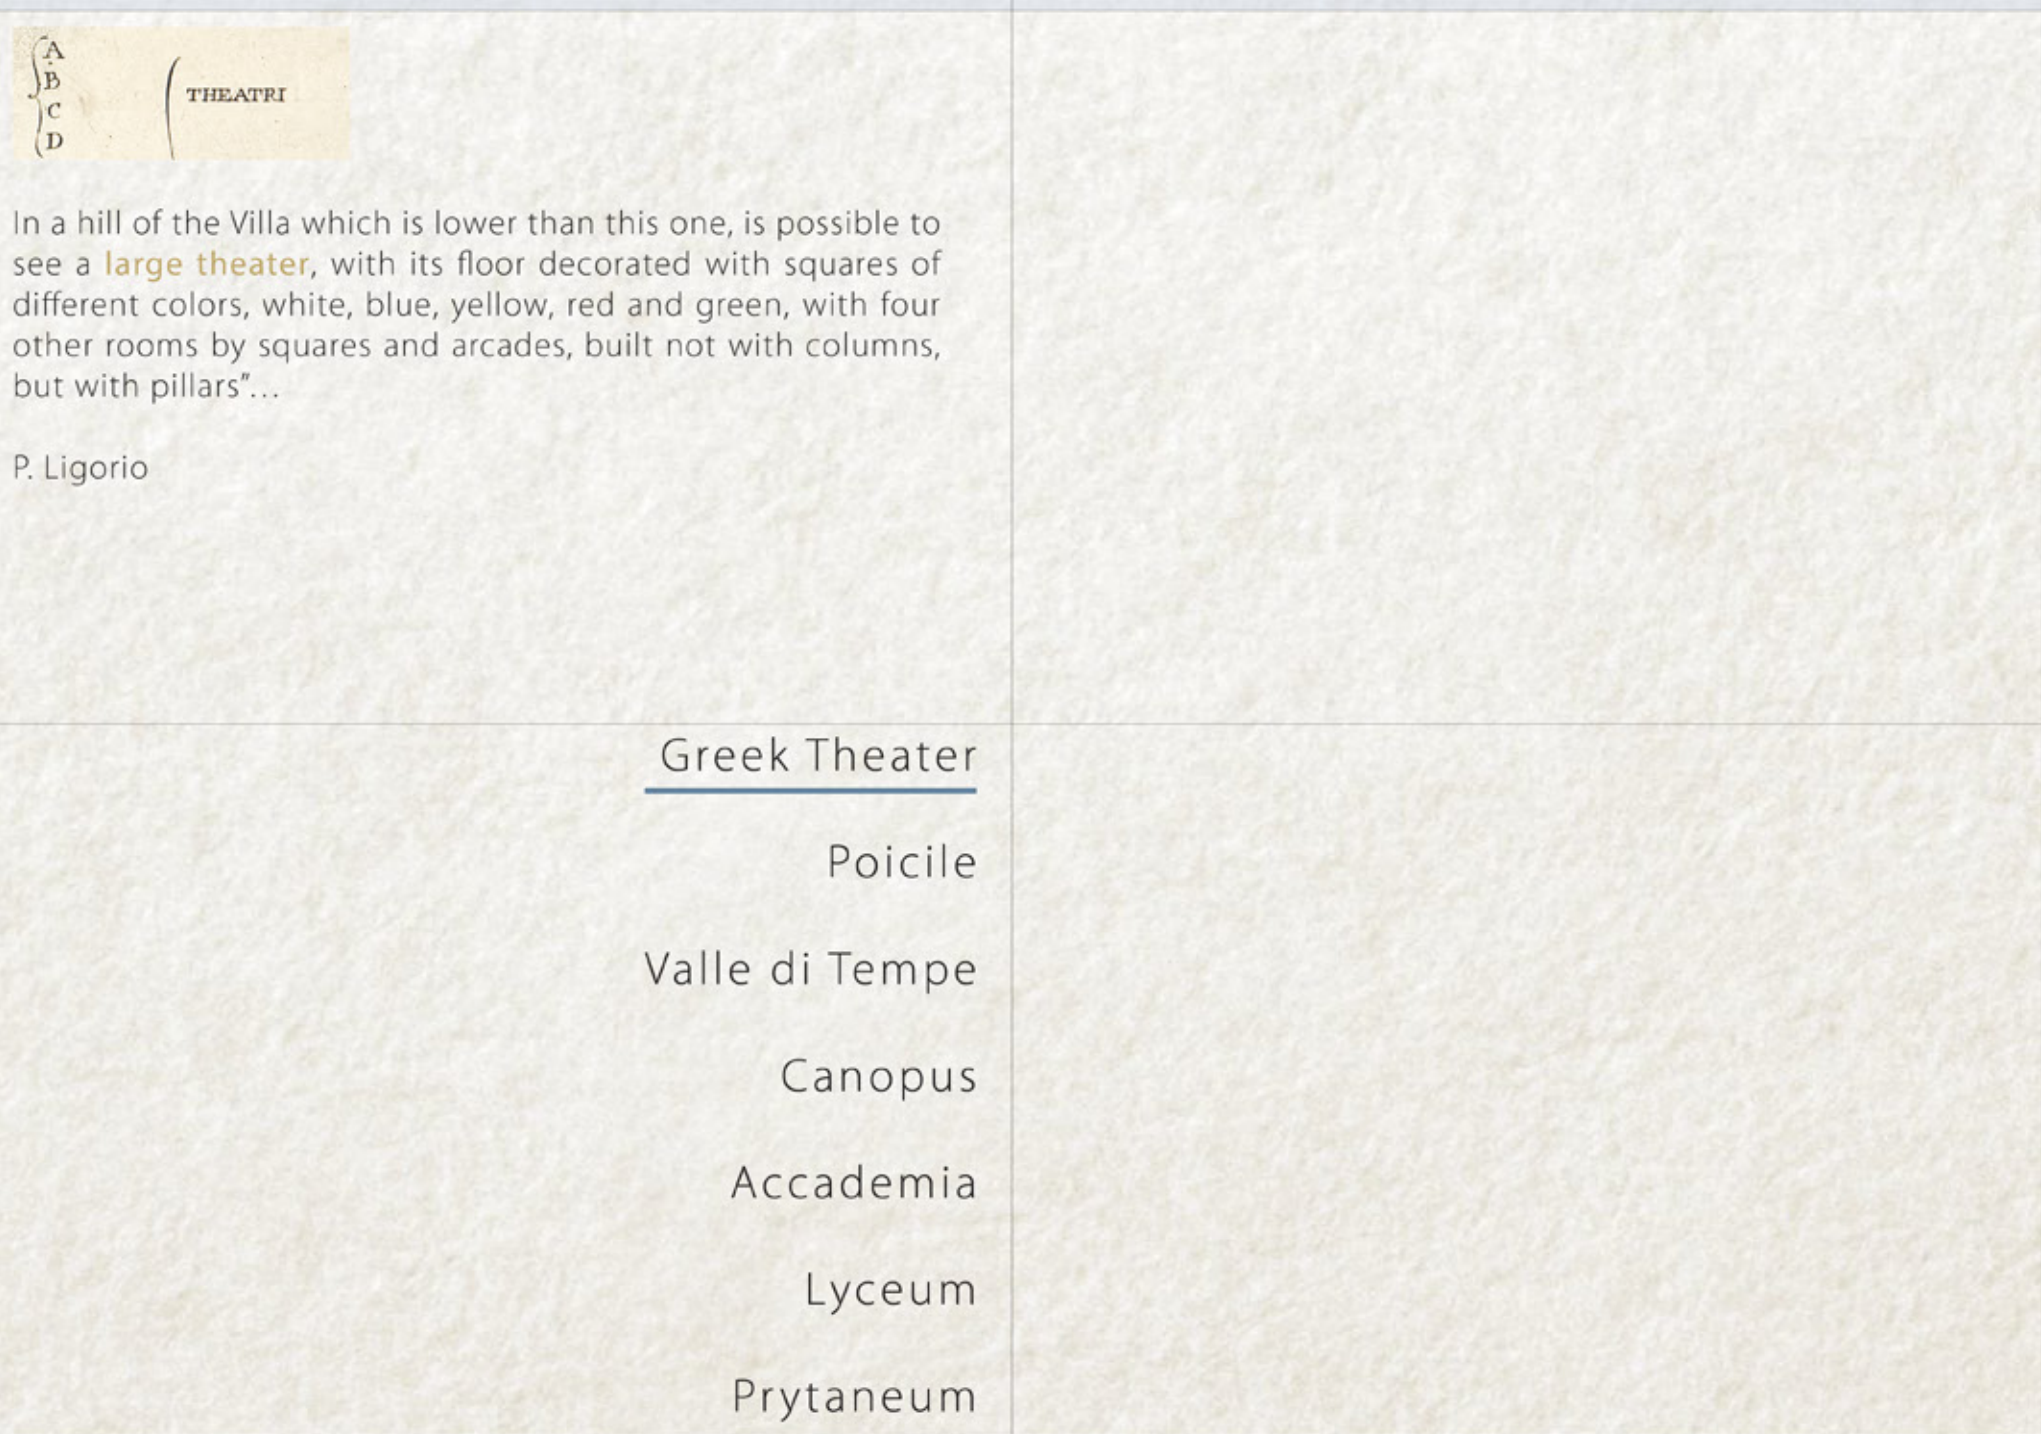 A
B
C
D
THEATRI
In a hill of the Villa which is lower than this one, is possible to
see a large theater, with its floor decorated with squares of
different colors, white, blue, yellow, red and green, with four
other rooms by squares and arcades, built not with columns,
but with pillars”...
P. Ligorio
Greek Theater
Poicile
Valle di Tempe
Canopus
Accademia
Lyceum
Prytaneum